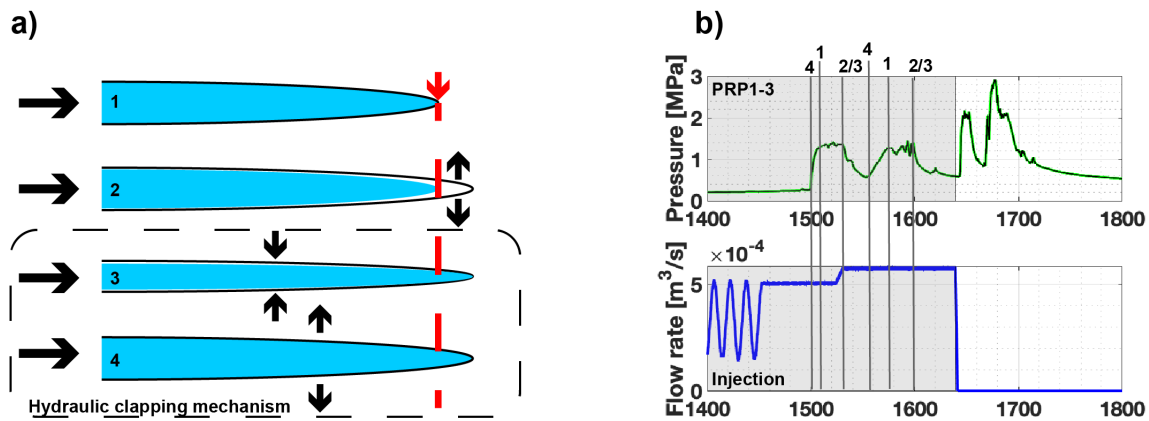 a)
1
2
3
4
Hydraulic clapping mechanism
b)
4 1 2/3 4 1 2/3
PRP1-3
Pressure [MPa]
3
2
1
0
1400 1500 1600 1700 1800
×10⁻⁴
Flow rate [m³/s]
5
0
Injection
1400 1500 1600 1700 1800